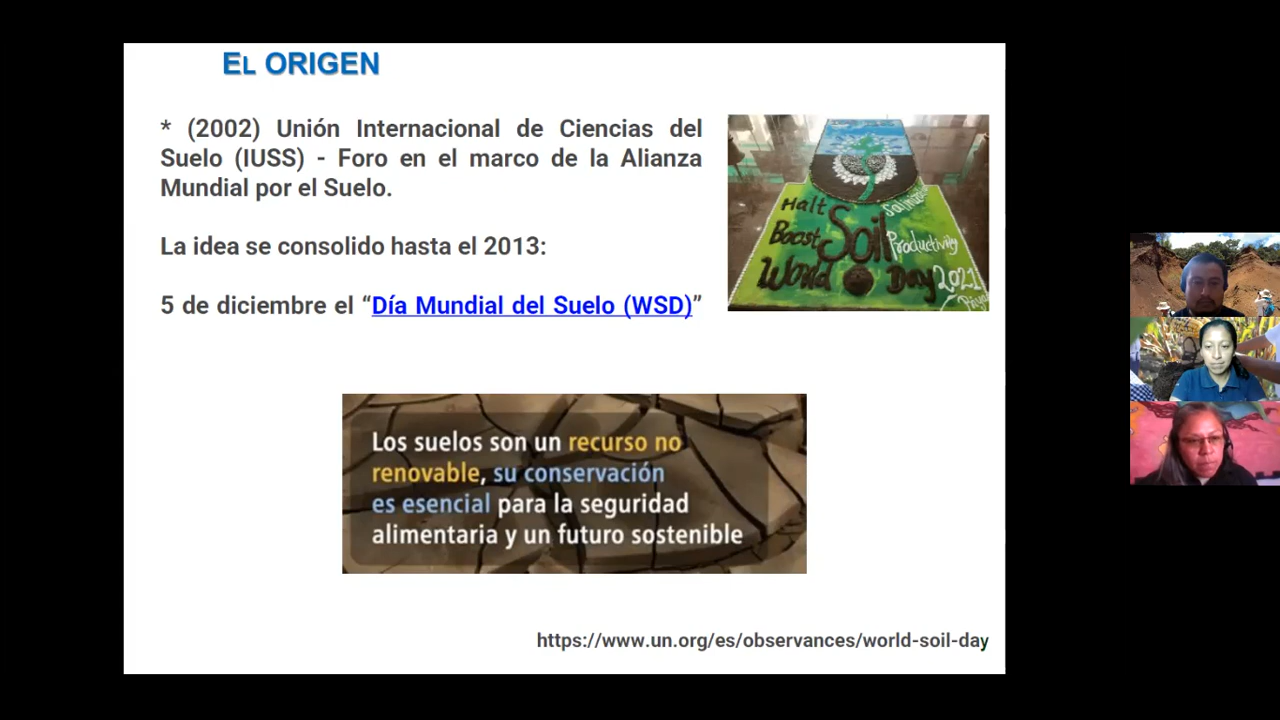 EL ORIGEN
* (2002) Unión Internacional de Ciencias del
Suelo (IUSS) - Foro en el marco de la Alianza
Mundial por el Suelo.
La idea se consolido hasta el 2013:
5 de diciembre el “Día Mundial del Suelo (WSD)”
Halt
Boost Soil Productivity
World Day 2021
Los suelos son un recurso no
renovable, su conservación
es esencial para la seguridad
alimentaria y un futuro sostenible
https://www.un.org/es/observances/world-soil-day